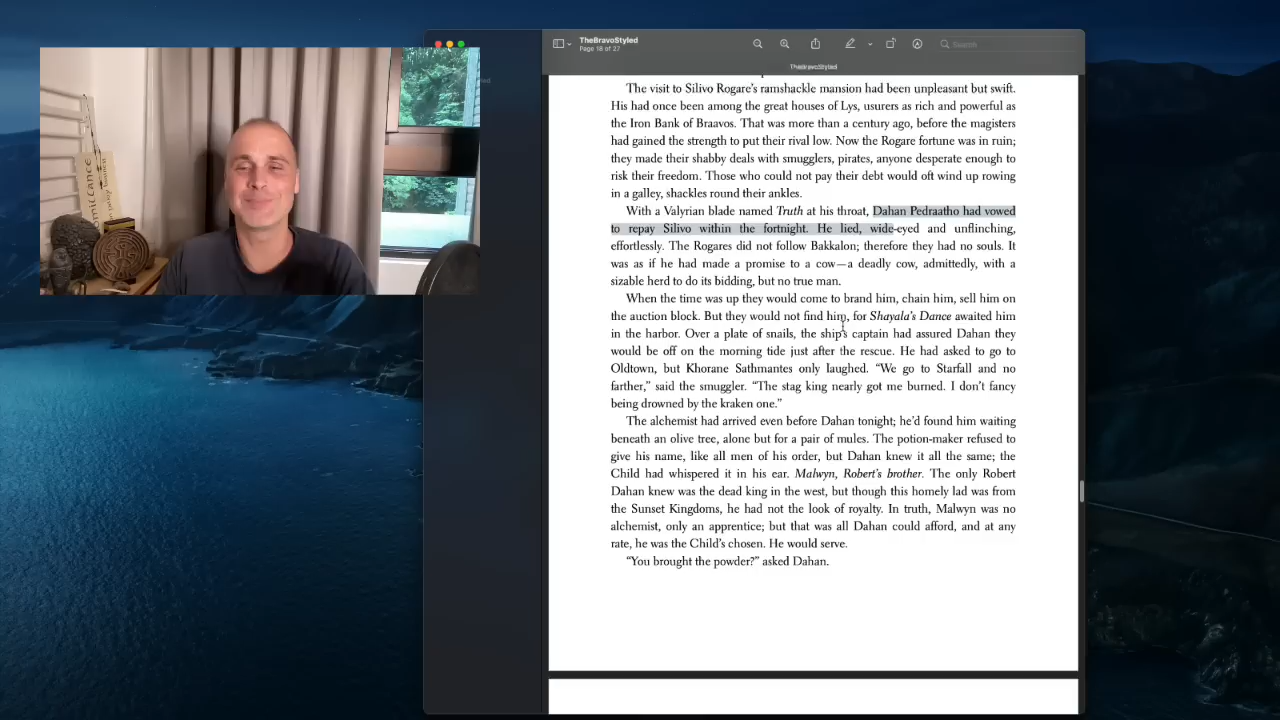 TheBravoStyled
Page 18 of 27
Search
TheBravoStyled
The visit to Silivo Rogare’s ramshackle mansion had been unpleasant but swift.
His had once been among the great houses of Lys, usurers as rich and powerful as
the Iron Bank of Braavos. That was more than a century ago, before the magisters
had gained the strength to put their rival low. Now the Rogare fortune was in ruin;
they made their shabby deals with smugglers, pirates, anyone desperate enough to
risk their freedom. Those who could not pay their debt would oft wind up rowing
in a galley, shackles round their ankles.
With a Valyrian blade named Truth at his throat, Dahan Pedraatho had vowed
to repay Silivo within the fortnight. He lied, wide-eyed and unflinching,
effortlessly. The Rogares did not follow Bakkalon; therefore they had no souls. It
was as if he had made a promise to a cow—a deadly cow, admittedly, with a
sizable herd to do its bidding, but no true man.
When the time was up they would come to brand him, chain him, sell him on
the auction block. But they would not find him, for Shayala’s Dance awaited him
in the harbor. Over a plate of snails, the ship’s captain had assured Dahan they
would be off on the morning tide just after the rescue. He had asked to go to
Oldtown, but Khorane Sathmantes only laughed. “We go to Starfall and no
farther,” said the smuggler. “The stag king nearly got me burned. I don’t fancy
being drowned by the kraken one.”
The alchemist had arrived even before Dahan tonight; he’d found him waiting
beneath an olive tree, alone but for a pair of mules. The potion-maker refused to
give his name, like all men of his order, but Dahan knew it all the same; the
Child had whispered it in his ear. Malwyn, Robert’s brother. The only Robert
Dahan knew was the dead king in the west, but though this homely lad was from
the Sunset Kingdoms, he had not the look of royalty. In truth, Malwyn was no
alchemist, only an apprentice; but that was all Dahan could afford, and at any
rate, he was the Child’s chosen. He would serve.
“You brought the powder?” asked Dahan.